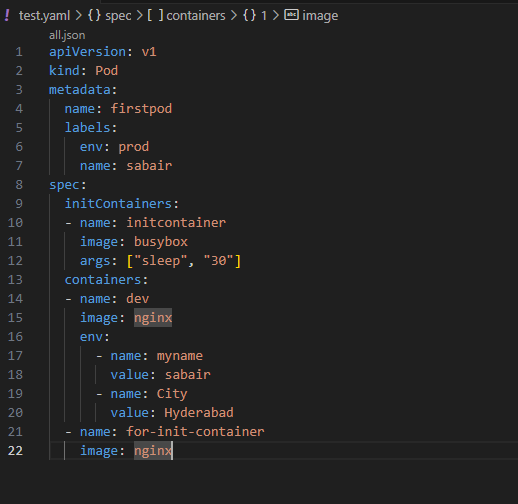 ! test.yaml > {} spec > [ ] containers > {} 1 > abc image
all.json
1 apiVersion: v1
2 kind: Pod
3 metadata:
4   name: firstpod
5   labels:
6     env: prod
7     name: sabair
8 spec:
9   initContainers:
10   - name: initcontainer
11     image: busybox
12     args: ["sleep", "30"]
13   containers:
14   - name: dev
15     image: nginx
16     env:
17       - name: myname
18         value: sabair
19       - name: City
20         value: Hyderabad
21   - name: for-init-container
22     image: nginx